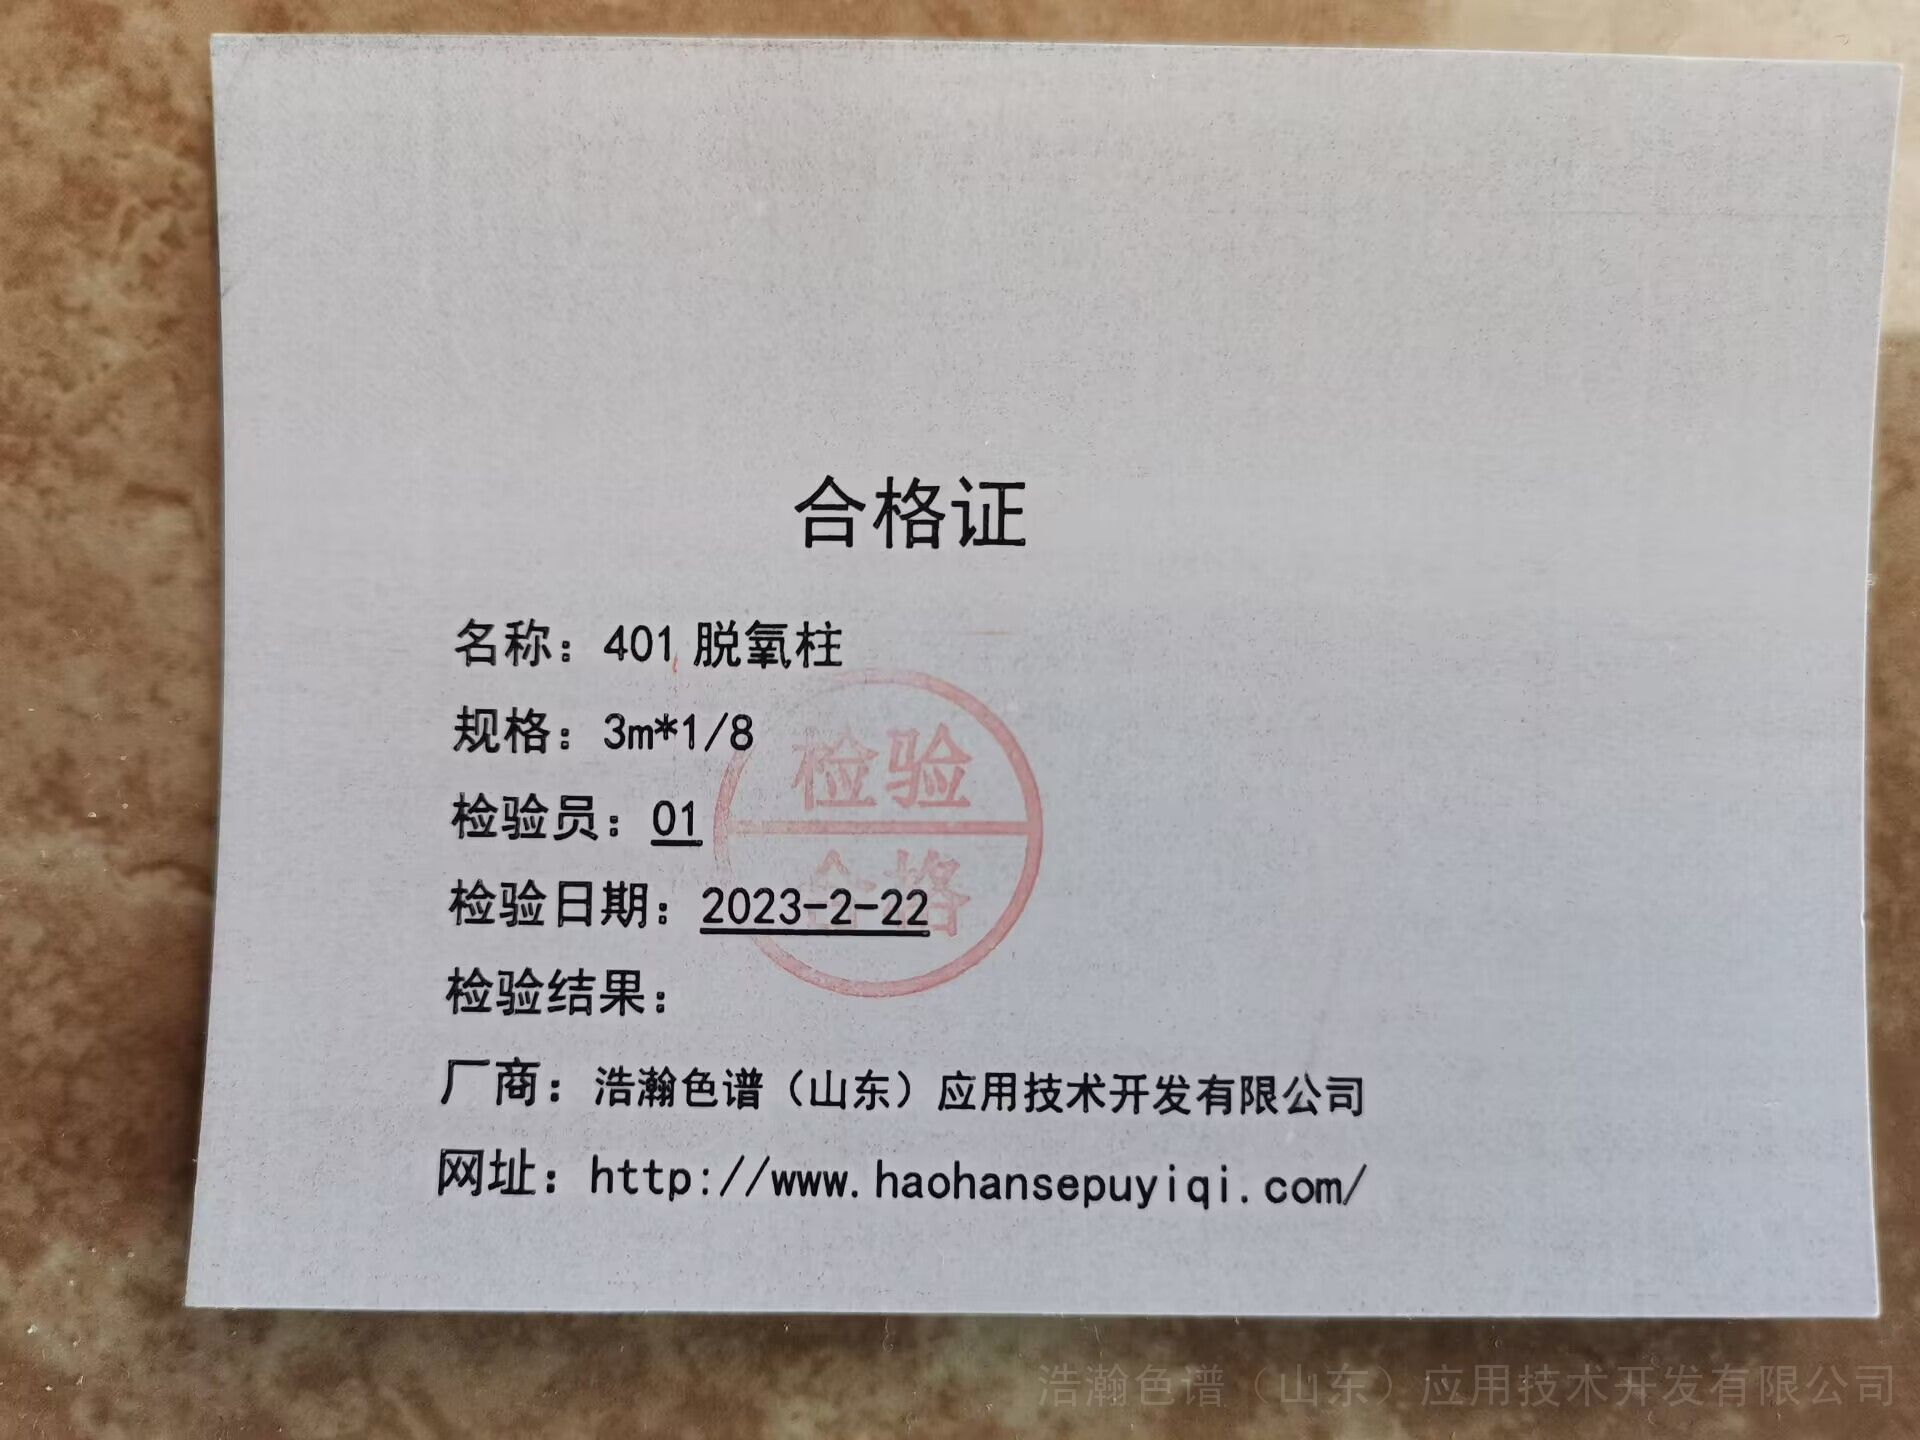 合格证
名称：401 脱氧柱
规格：3m*1/8
检验
检验员：01
合格
检验日期：2023-2-22
检验结果：
厂商：浩瀚色谱（山东）应用技术开发有限公司
网址：http://www.haohansepuyiqi.com/
浩瀚色谱（山东）应用技术开发有限公司